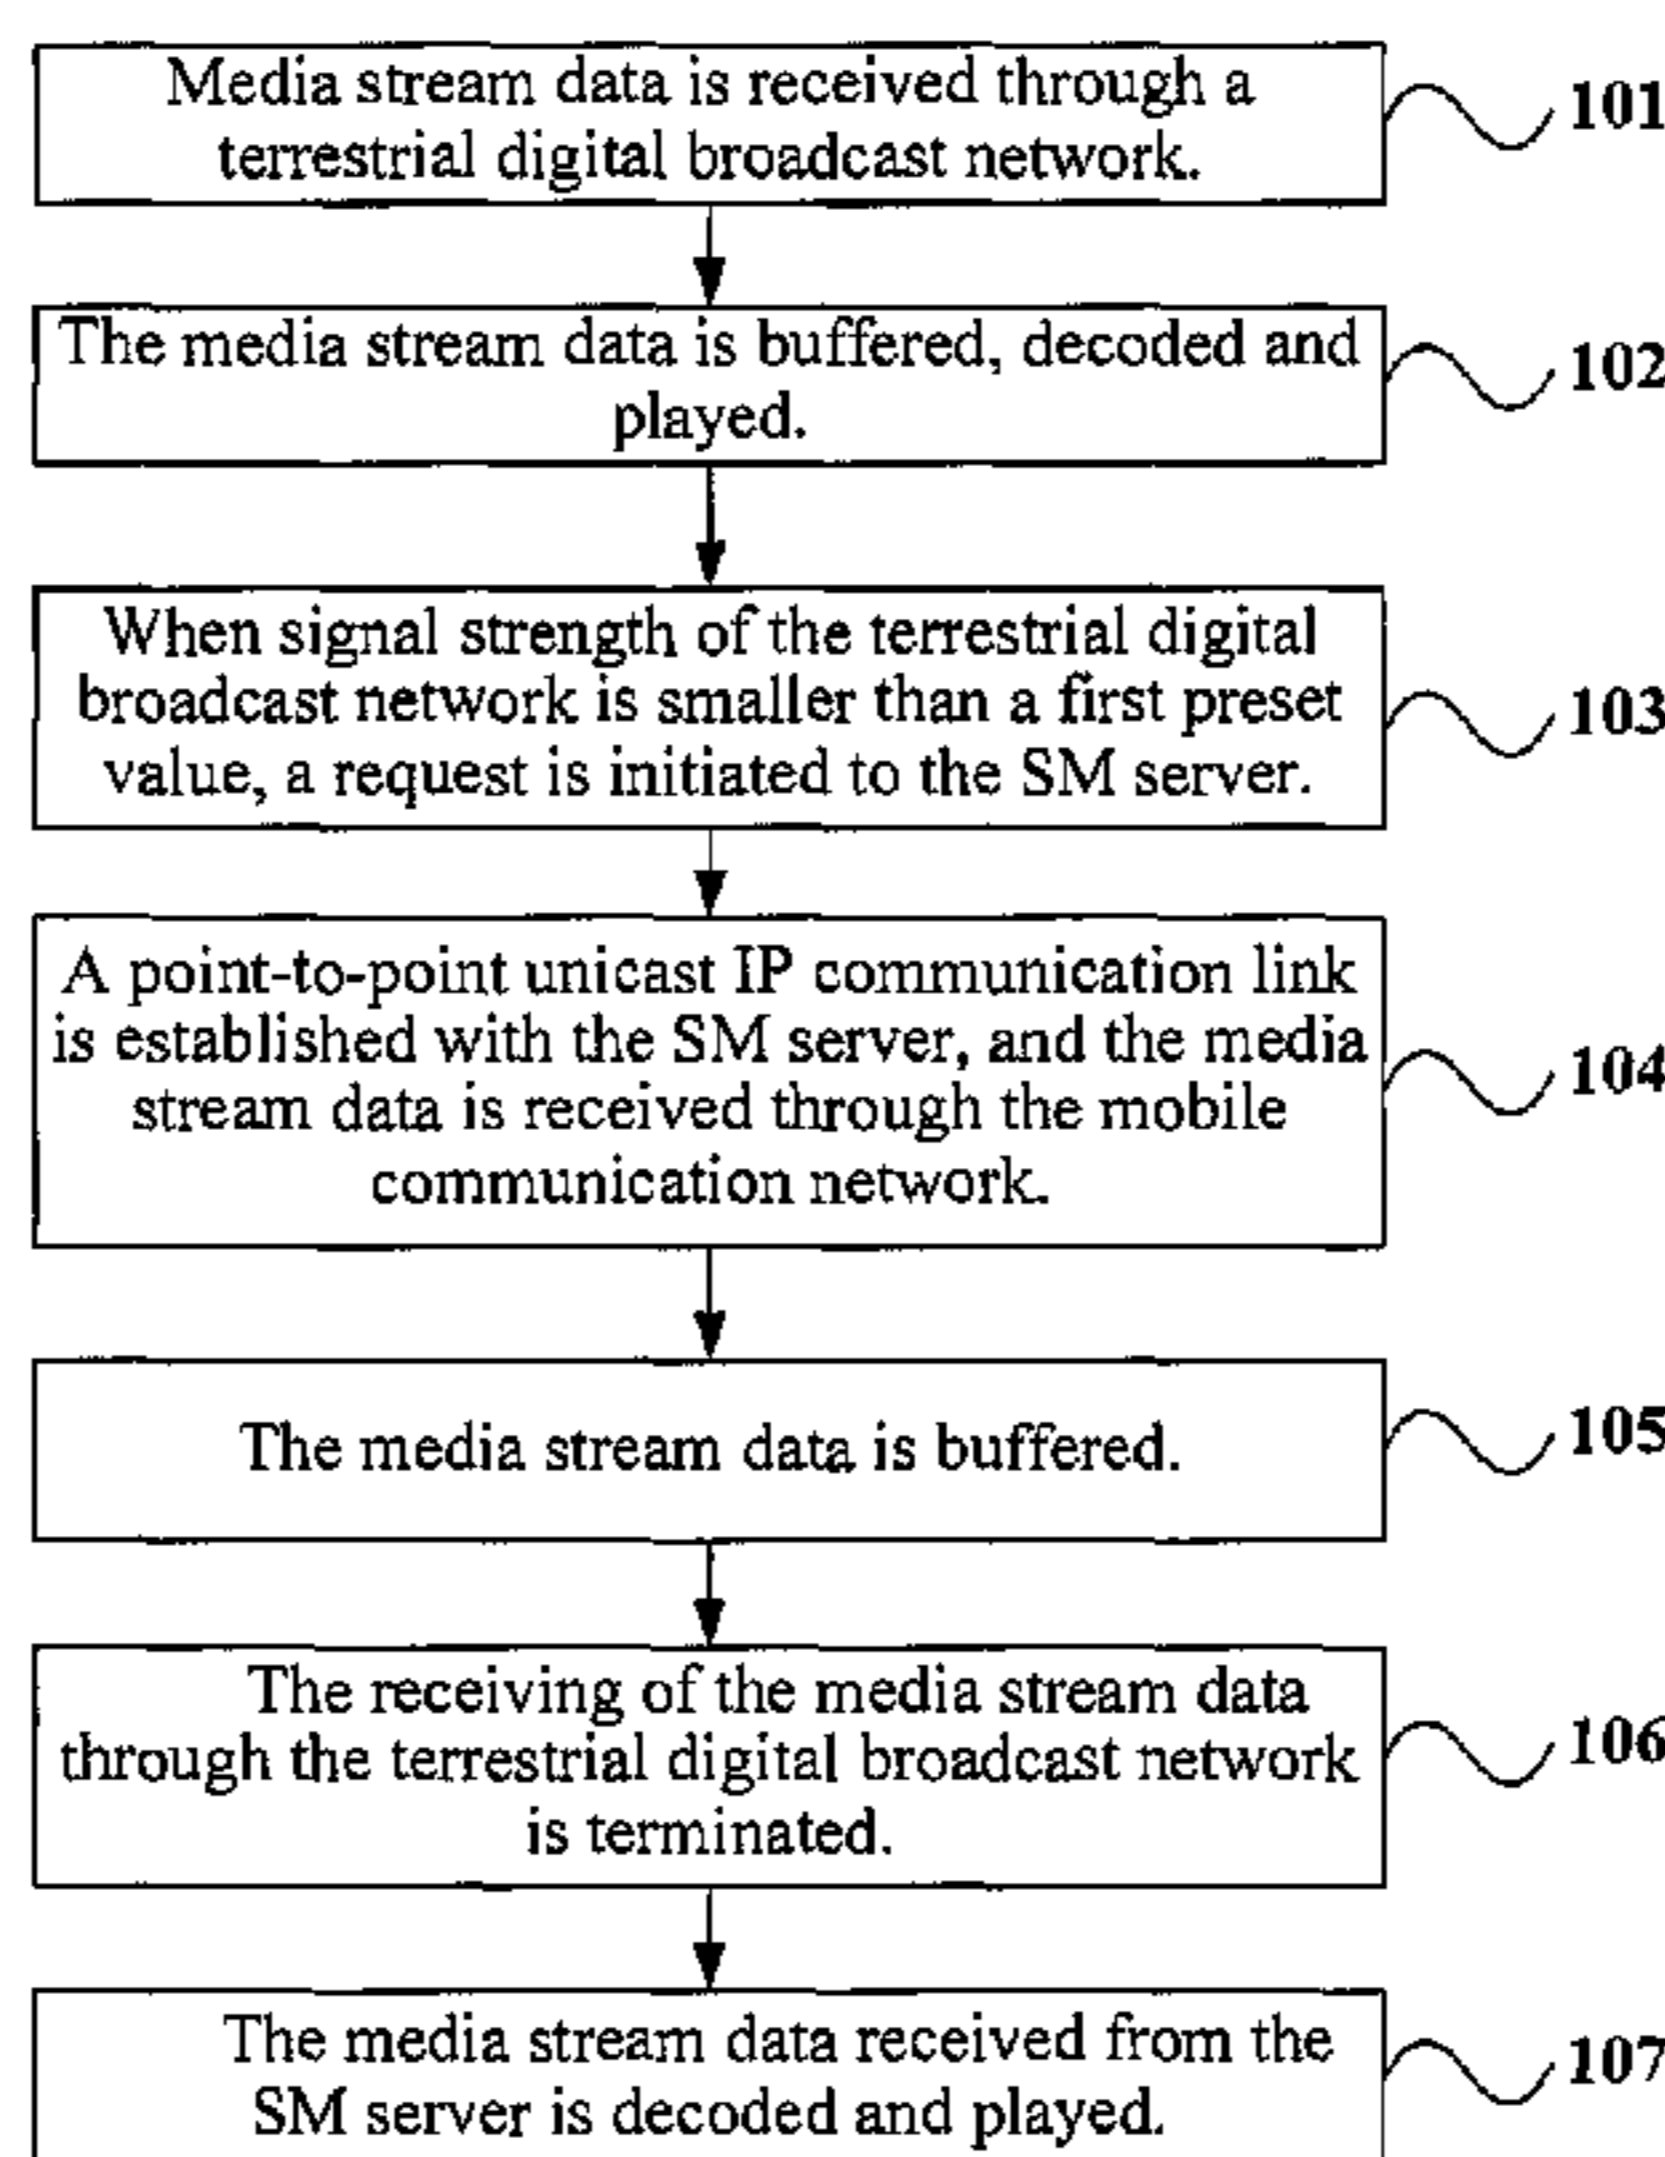 Media stream data is received through a
terrestrial digital broadcast network.
101
The media stream data is buffered, decoded and
played.
102
When signal strength of the terrestrial digital
broadcast network is smaller than a first preset
value, a request is initiated to the SM server.
103
A point-to-point unicast IP communication link
is established with the SM server, and the media
stream data is received through the mobile
communication network.
104
The media stream data is buffered.
105
The receiving of the media stream data
through the terrestrial digital broadcast network
is terminated.
106
The media stream data received from the
SM server is decoded and played.
107